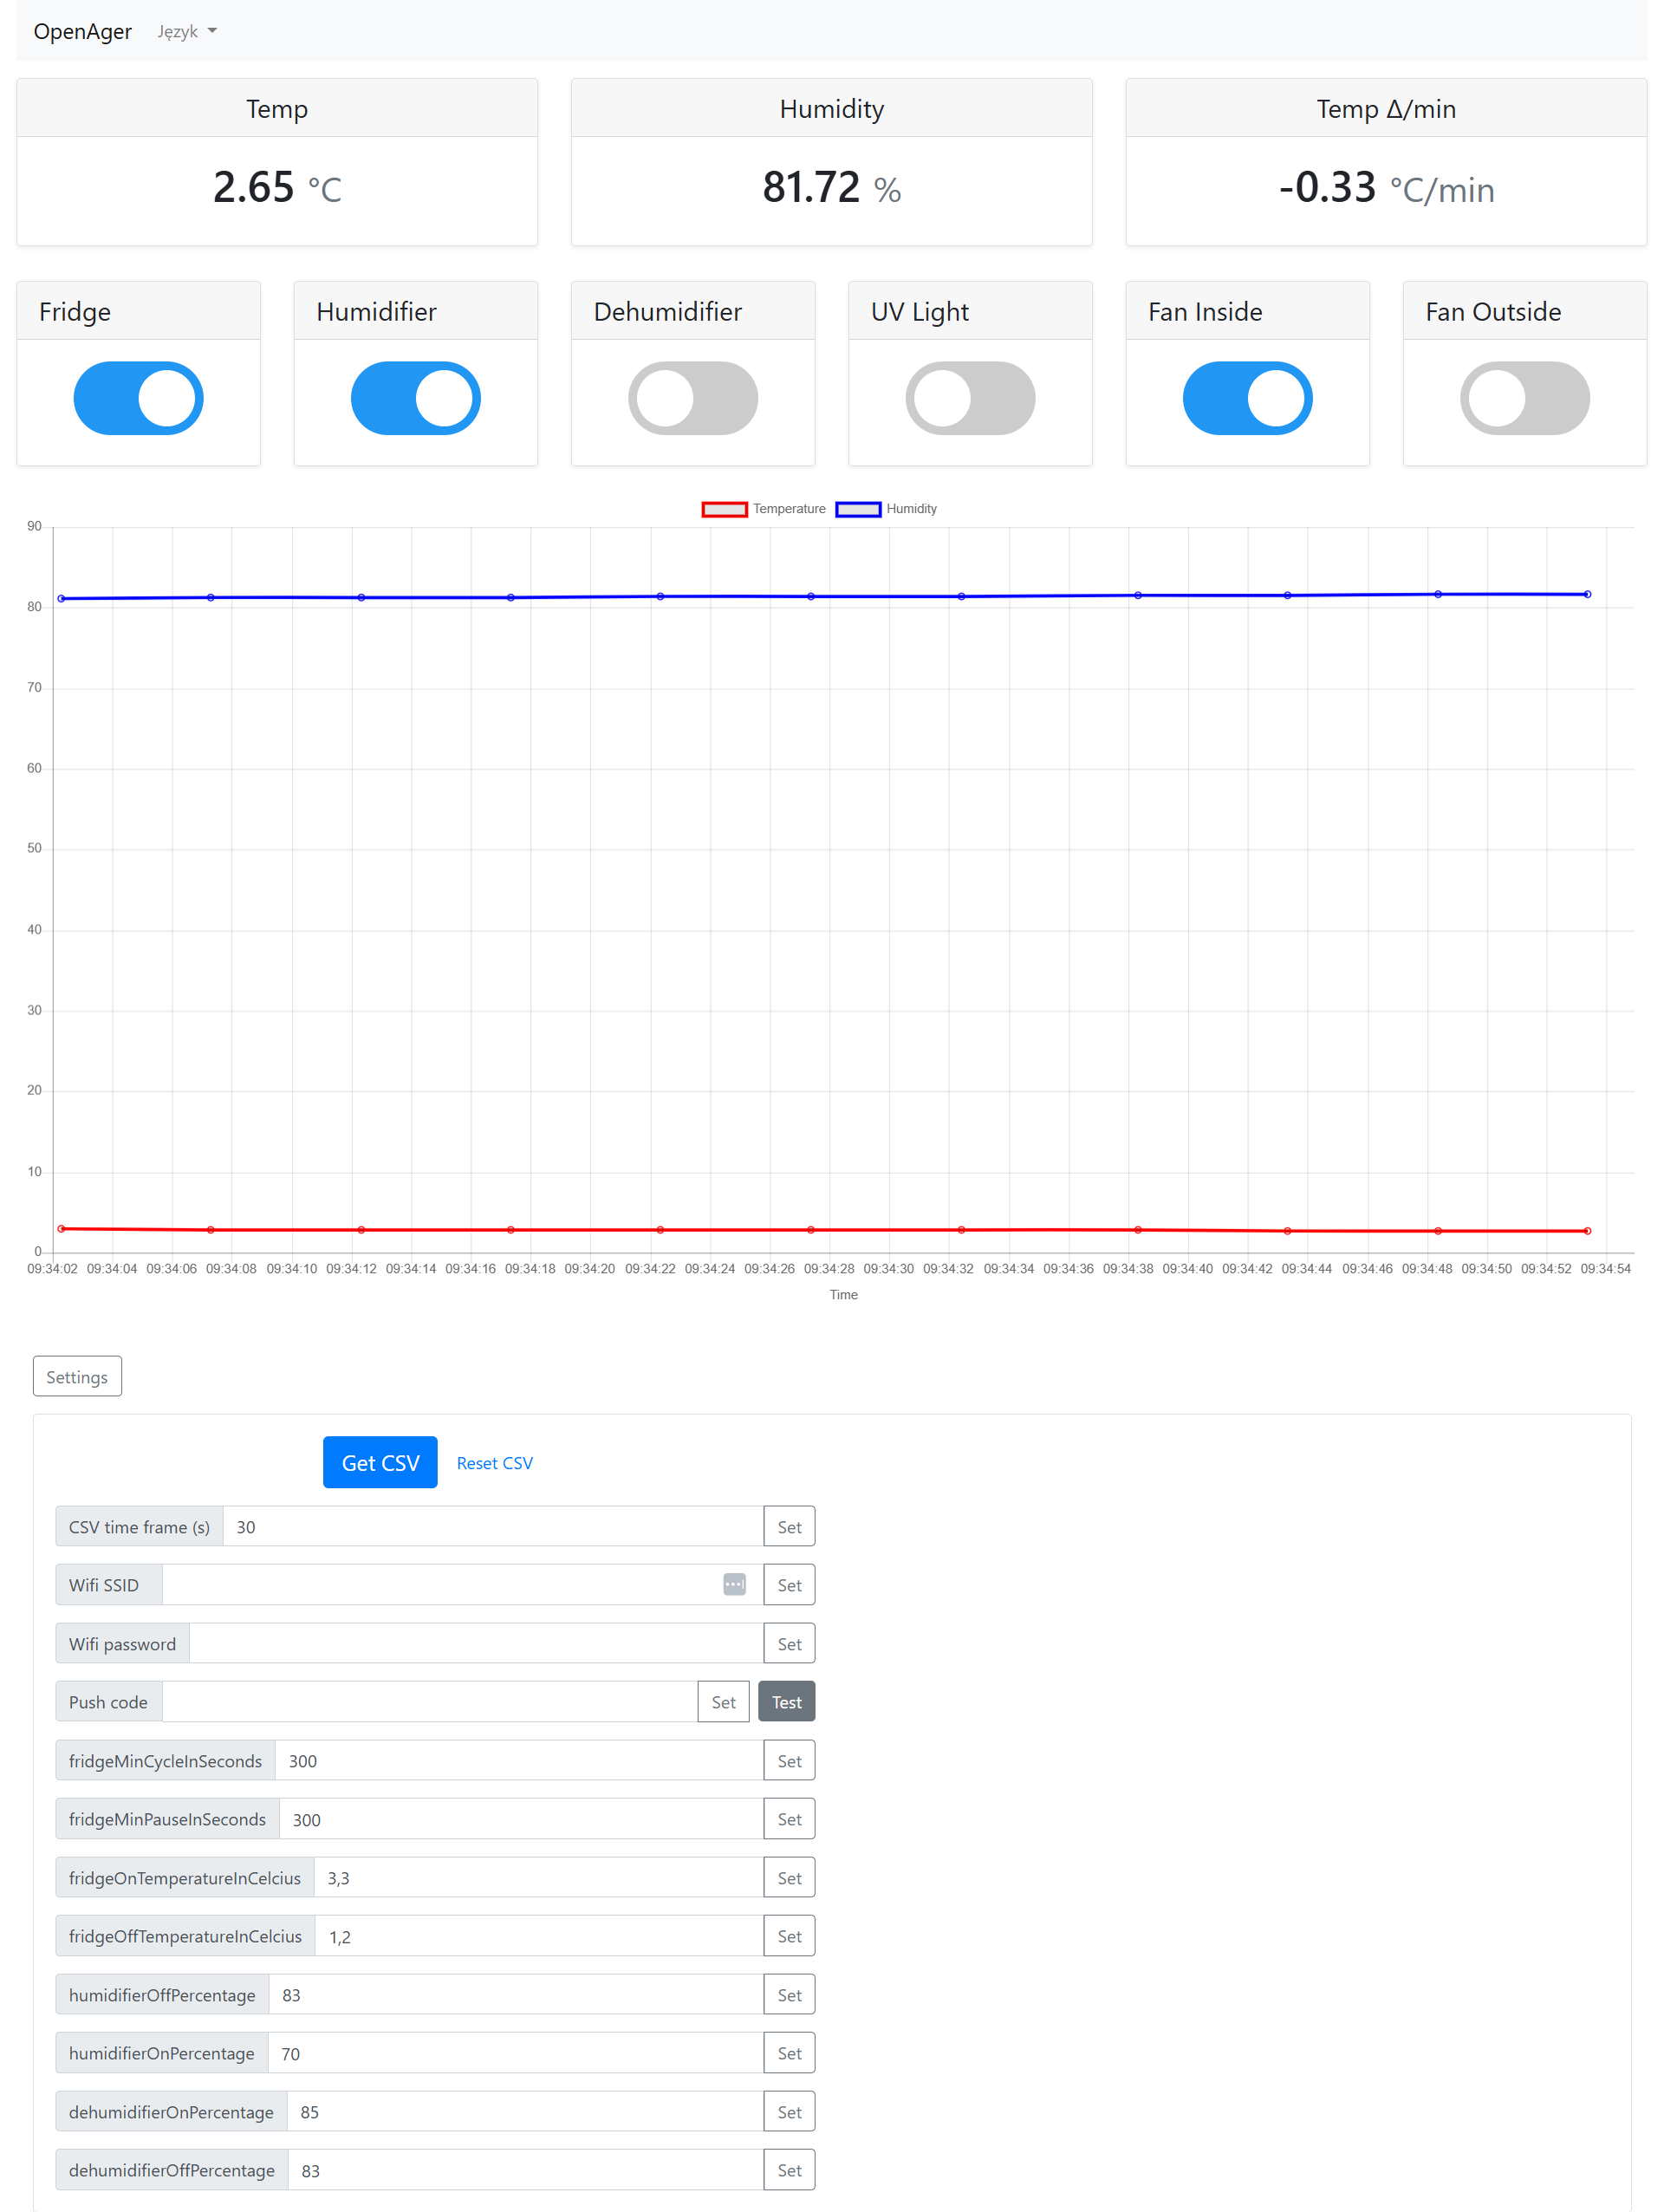 OpenAger Język
Temp Humidity Temp Δ/min
2.65 °C 81.72 % -0.33 °C/min
Fridge Humidifier Dehumidifier UV Light Fan Inside Fan Outside
Temperature Humidity
90
80
70
60
50
40
30
20
10
0
09:34:02 09:34:04 09:34:06 09:34:08 09:34:10 09:34:12 09:34:14 09:34:16 09:34:18 09:34:20 09:34:22 09:34:24 09:34:26 09:34:28 09:34:30 09:34:32 09:34:34 09:34:36 09:34:38 09:34:40 09:34:42 09:34:44 09:34:46 09:34:48 09:34:50 09:34:52 09:34:54
Time
Settings
Get CSV Reset CSV
CSV time frame (s) 30 Set
Wifi SSID Set
Wifi password Set
Push code Set Test
fridgeMinCycleInSeconds 300 Set
fridgeMinPauseInSeconds 300 Set
fridgeOnTemperatureInCelcius 3,3 Set
fridgeOffTemperatureInCelcius 1,2 Set
humidifierOffPercentage 83 Set
humidifierOnPercentage 70 Set
dehumidifierOnPercentage 85 Set
dehumidifierOffPercentage 83 Set